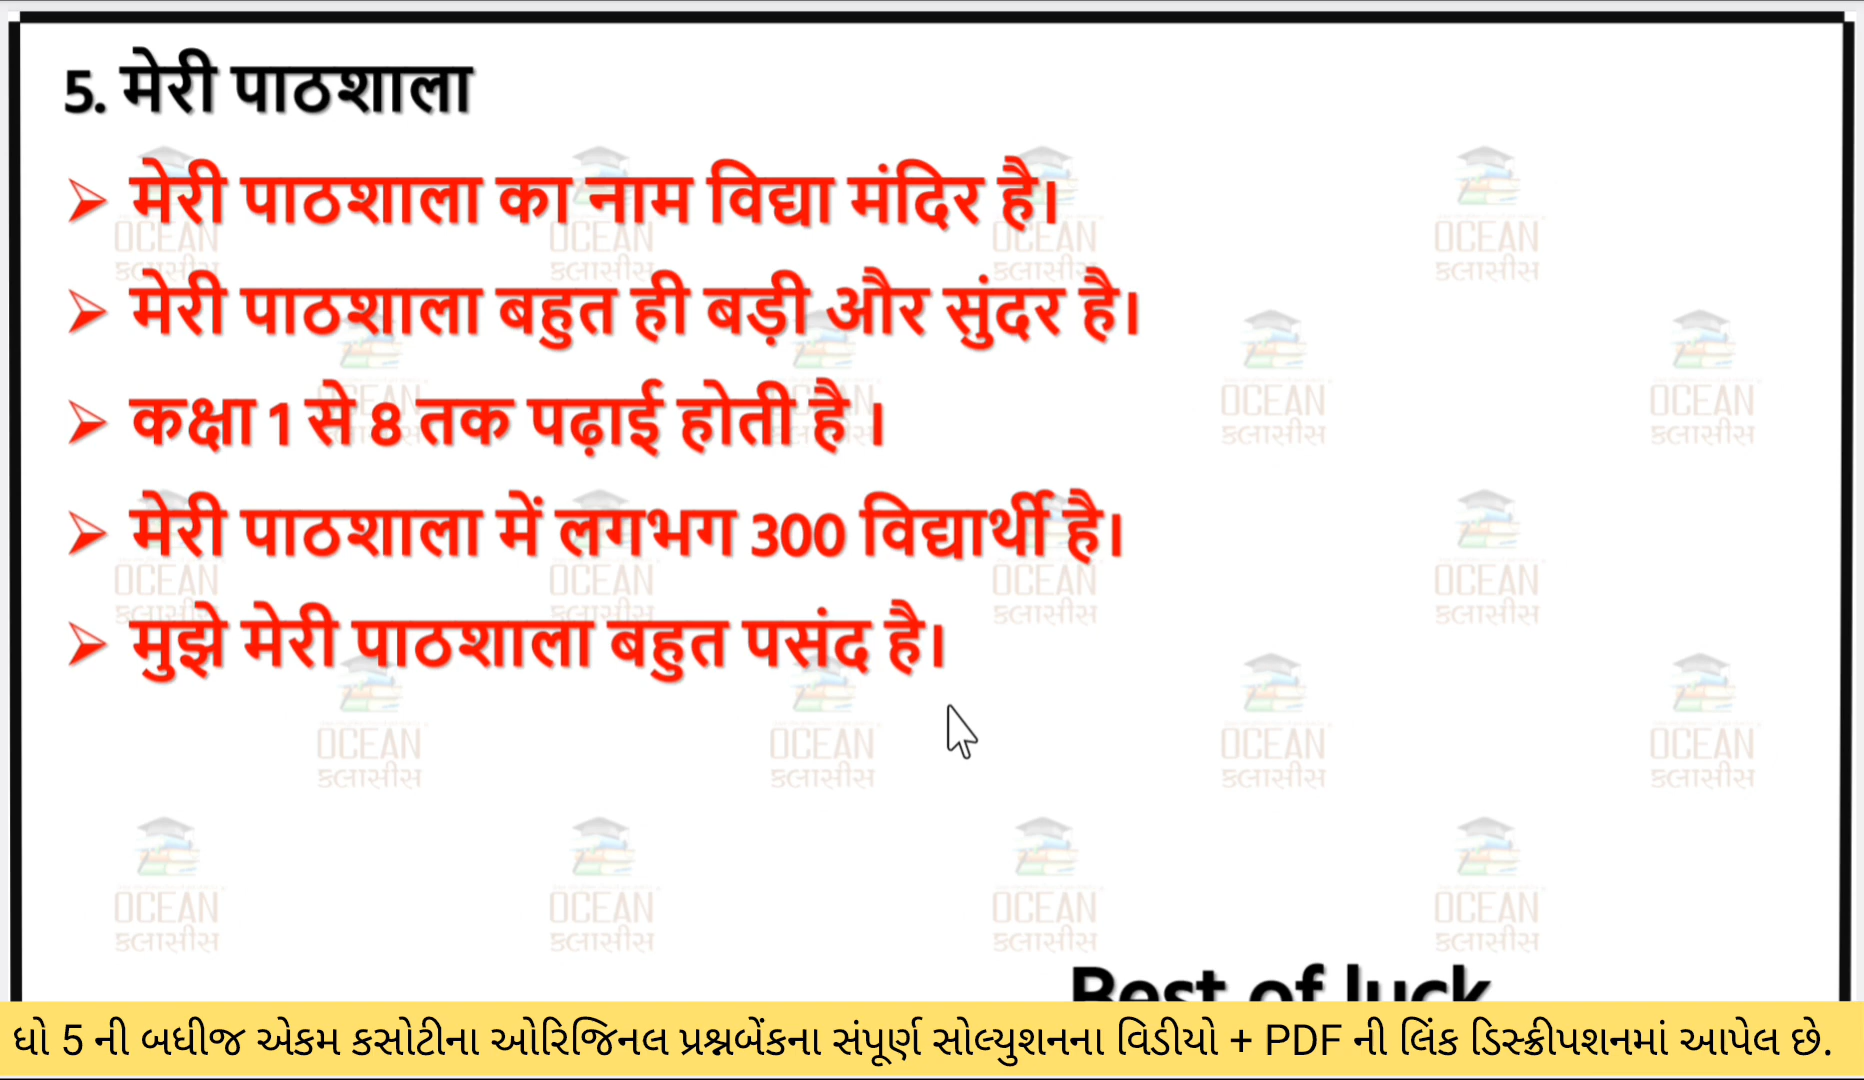 5. मेरी पाठशाला
➢ मेरी पाठशाला का नाम विद्या मंदिर है।
➢ मेरी पाठशाला बहुत ही बड़ी और सुंदर है।
➢ कक्षा 1 से 8 तक पढ़ाई होती है ।
➢ मेरी पाठशाला में लगभग 300 विद्यार्थी है।
➢ मुझे मेरी पाठशाला बहुत पसंद है।
OCEAN
ક્લાસીસ
Best of luck
ધો 5 ની બધીજ એકમ કસોટીના ઓરિજિનલ પ્રશ્નબેંકના સંપૂર્ણ સોલ્યુશનના વિડીયો + PDF ની લિંક ડિસ્ક્રીપશનમાં આપેલ છે.